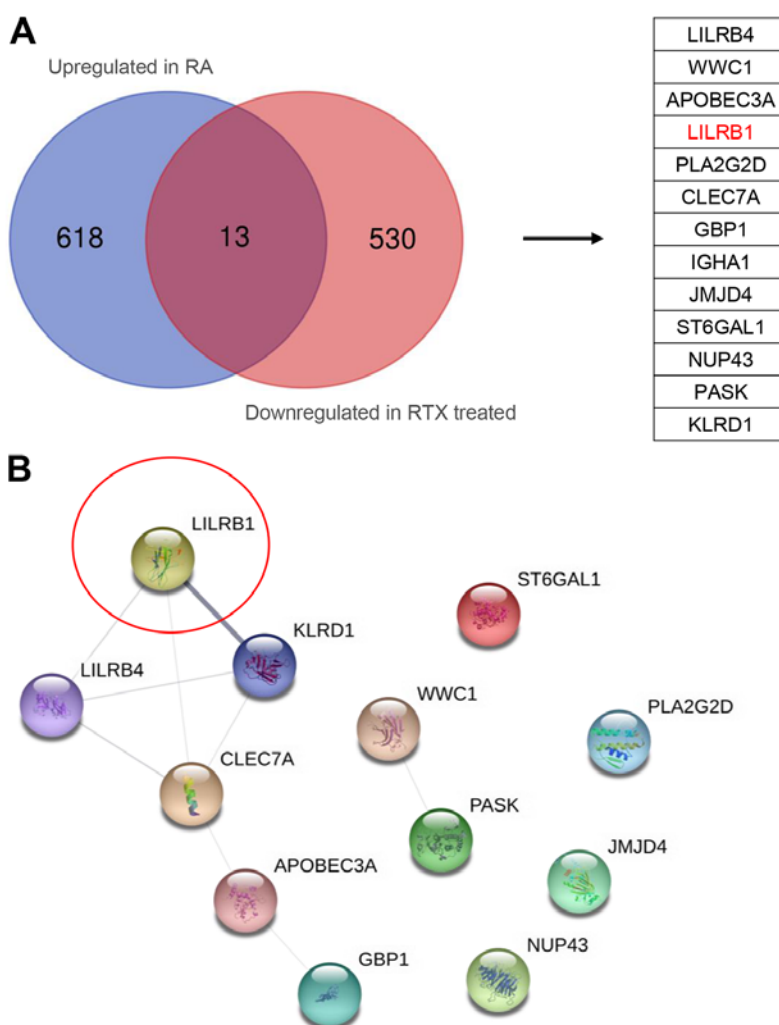 A
Upregulated in RA
618
13
530
Downregulated in RTX treated
LILRB4
WWC1
APOBEC3A
LILRB1
PLA2G2D
CLEC7A
GBP1
IGHA1
JMJD4
ST6GAL1
NUP43
PASK
KLRD1
B
LILRB1
ST6GAL1
KLRD1
LILRB4
WWC1
PLA2G2D
CLEC7A
PASK
JMJD4
APOBEC3A
NUP43
GBP1